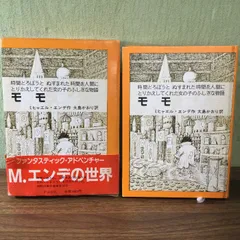 時間どろぼうと ぬすまれた時間を人間に
とりかえしてくれた女の子のふしぎな物語
モモ
ミヒャエル・エンデ作 大島かおり訳
ファンタスティック・アドベンチャー
M.エンデの世界
時間どろぼうと ぬすまれた時間を人間に
とりかえしてくれた女の子のふしぎな物語
モモ
ミヒャエル・エンデ作 大島かおり訳